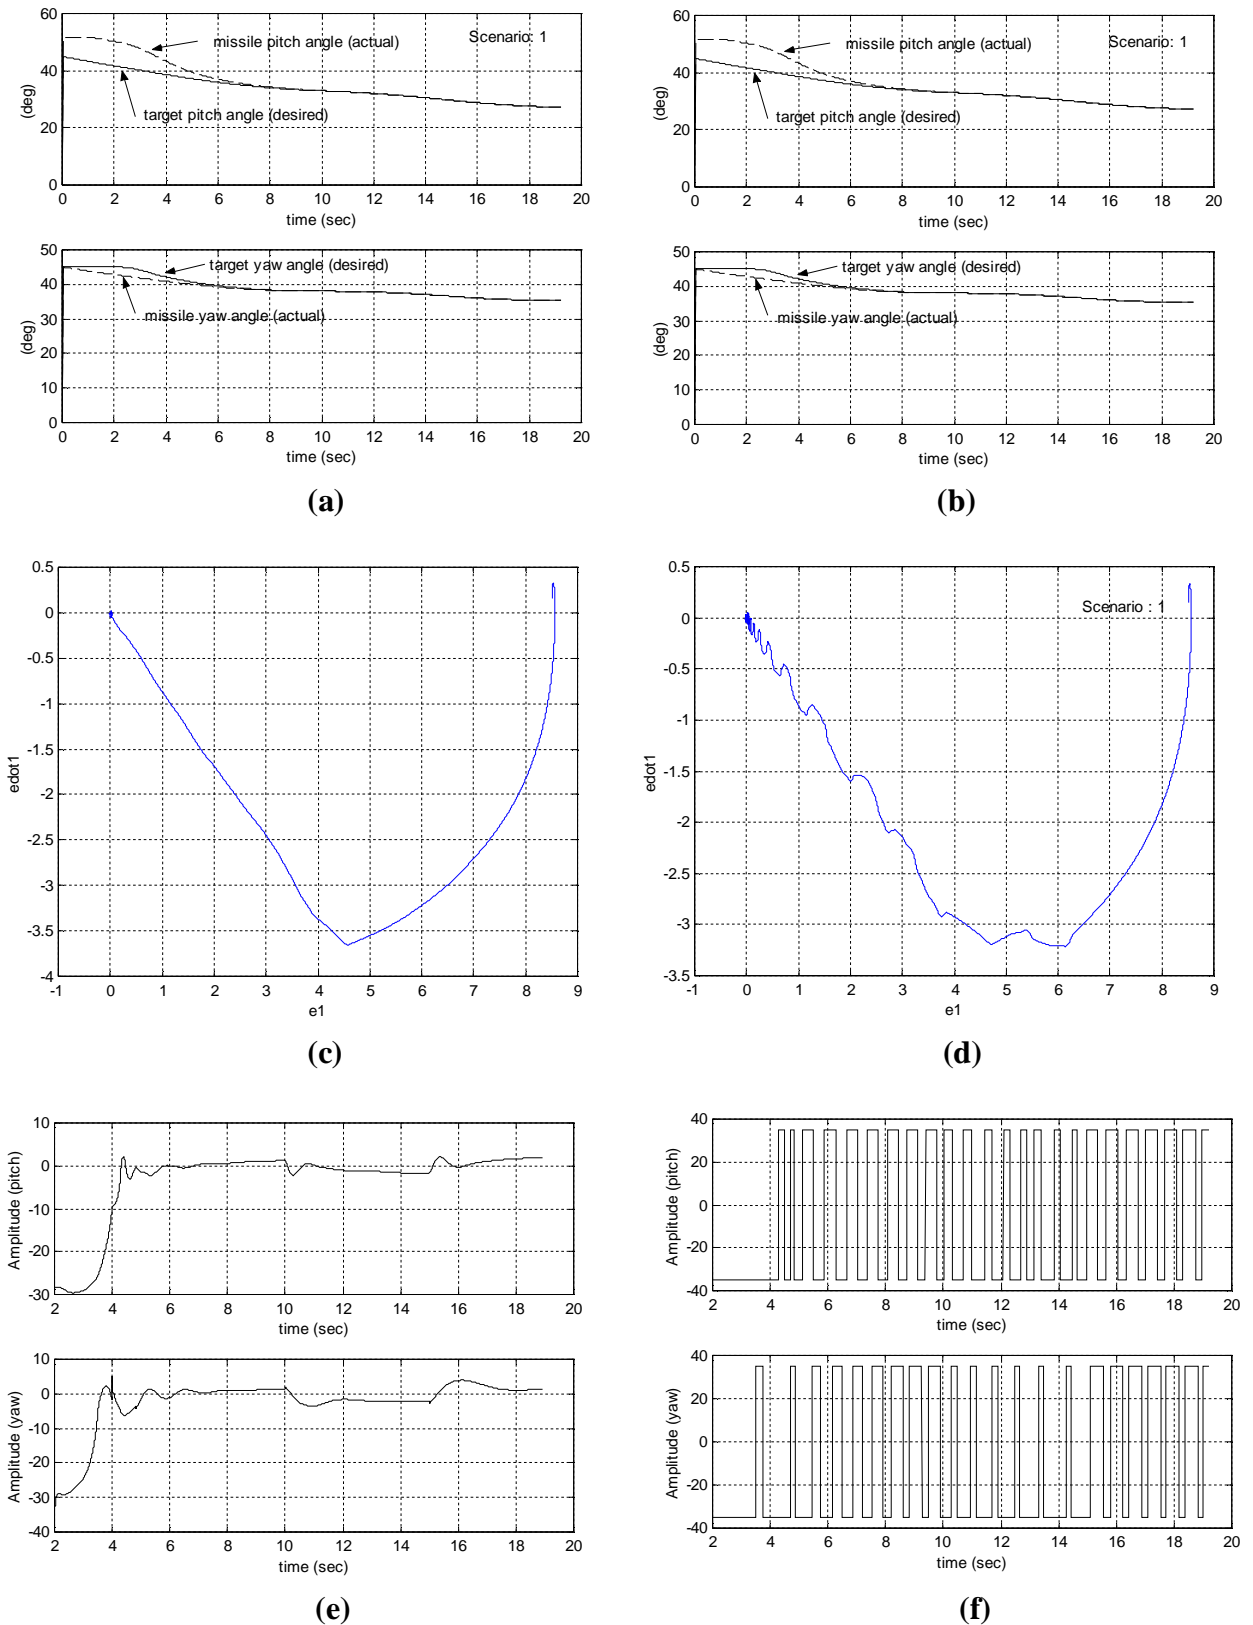 60
40
20
0
(deg)
missile pitch angle (actual)
Scenario: 1
target pitch angle (desired)
0 2 4 6 8 10 12 14 16 18 20
time (sec)
50
40
30
20
10
0
(deg)
target yaw angle (desired)
missile yaw angle (actual)
0 2 4 6 8 10 12 14 16 18 20
time (sec)
(a)
60
40
20
0
(deg)
missile pitch angle (actual)
Scenario: 1
target pitch angle (desired)
0 2 4 6 8 10 12 14 16 18 20
time (sec)
50
40
30
20
10
0
(deg)
target yaw angle (desired)
missile yaw angle (actual)
0 2 4 6 8 10 12 14 16 18 20
time (sec)
(b)
0.5
0
-0.5
-1
-1.5
-2
-2.5
-3
-3.5
-4
edot1
-1 0 1 2 3 4 5 6 7 8 9
e1
(c)
0.5
0
-0.5
-1
-1.5
-2
-2.5
-3
-3.5
edot1
Scenario : 1
-1 0 1 2 3 4 5 6 7 8 9
e1
(d)
10
0
-10
-20
-30
Amplitude (pitch)
2 4 6 8 10 12 14 16 18 20
time (sec)
10
0
-10
-20
-30
-40
Amplitude (yaw)
2 4 6 8 10 12 14 16 18 20
time (sec)
(e)
40
20
0
-20
-40
Amplitude (pitch)
2 4 6 8 10 12 14 16 18 20
time (sec)
40
20
0
-20
-40
Amplitude (yaw)
2 4 6 8 10 12 14 16 18 20
time (sec)
(f)